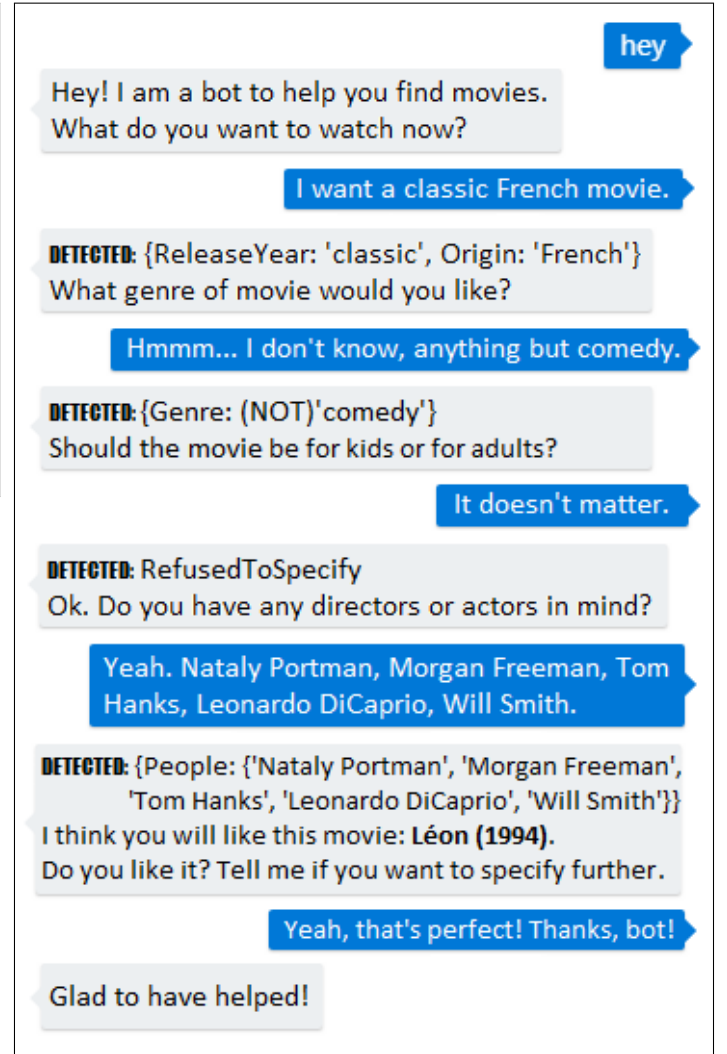 hey
Hey! I am a bot to help you find movies.
What do you want to watch now?
I want a classic French movie.
DETECTED: {ReleaseYear: 'classic', Origin: 'French'}
What genre of movie would you like?
Hmmm... I don't know, anything but comedy.
DETECTED: {Genre: (NOT)'comedy'}
Should the movie be for kids or for adults?
It doesn't matter.
DETECTED: RefusedToSpecify
Ok. Do you have any directors or actors in mind?
Yeah. Nataly Portman, Morgan Freeman, Tom
Hanks, Leonardo DiCaprio, Will Smith.
DETECTED: {People: {'Nataly Portman', 'Morgan Freeman',
'Tom Hanks', 'Leonardo DiCaprio', 'Will Smith'}}
I think you will like this movie: Léon (1994).
Do you like it? Tell me if you want to specify further.
Yeah, that's perfect! Thanks, bot!
Glad to have helped!